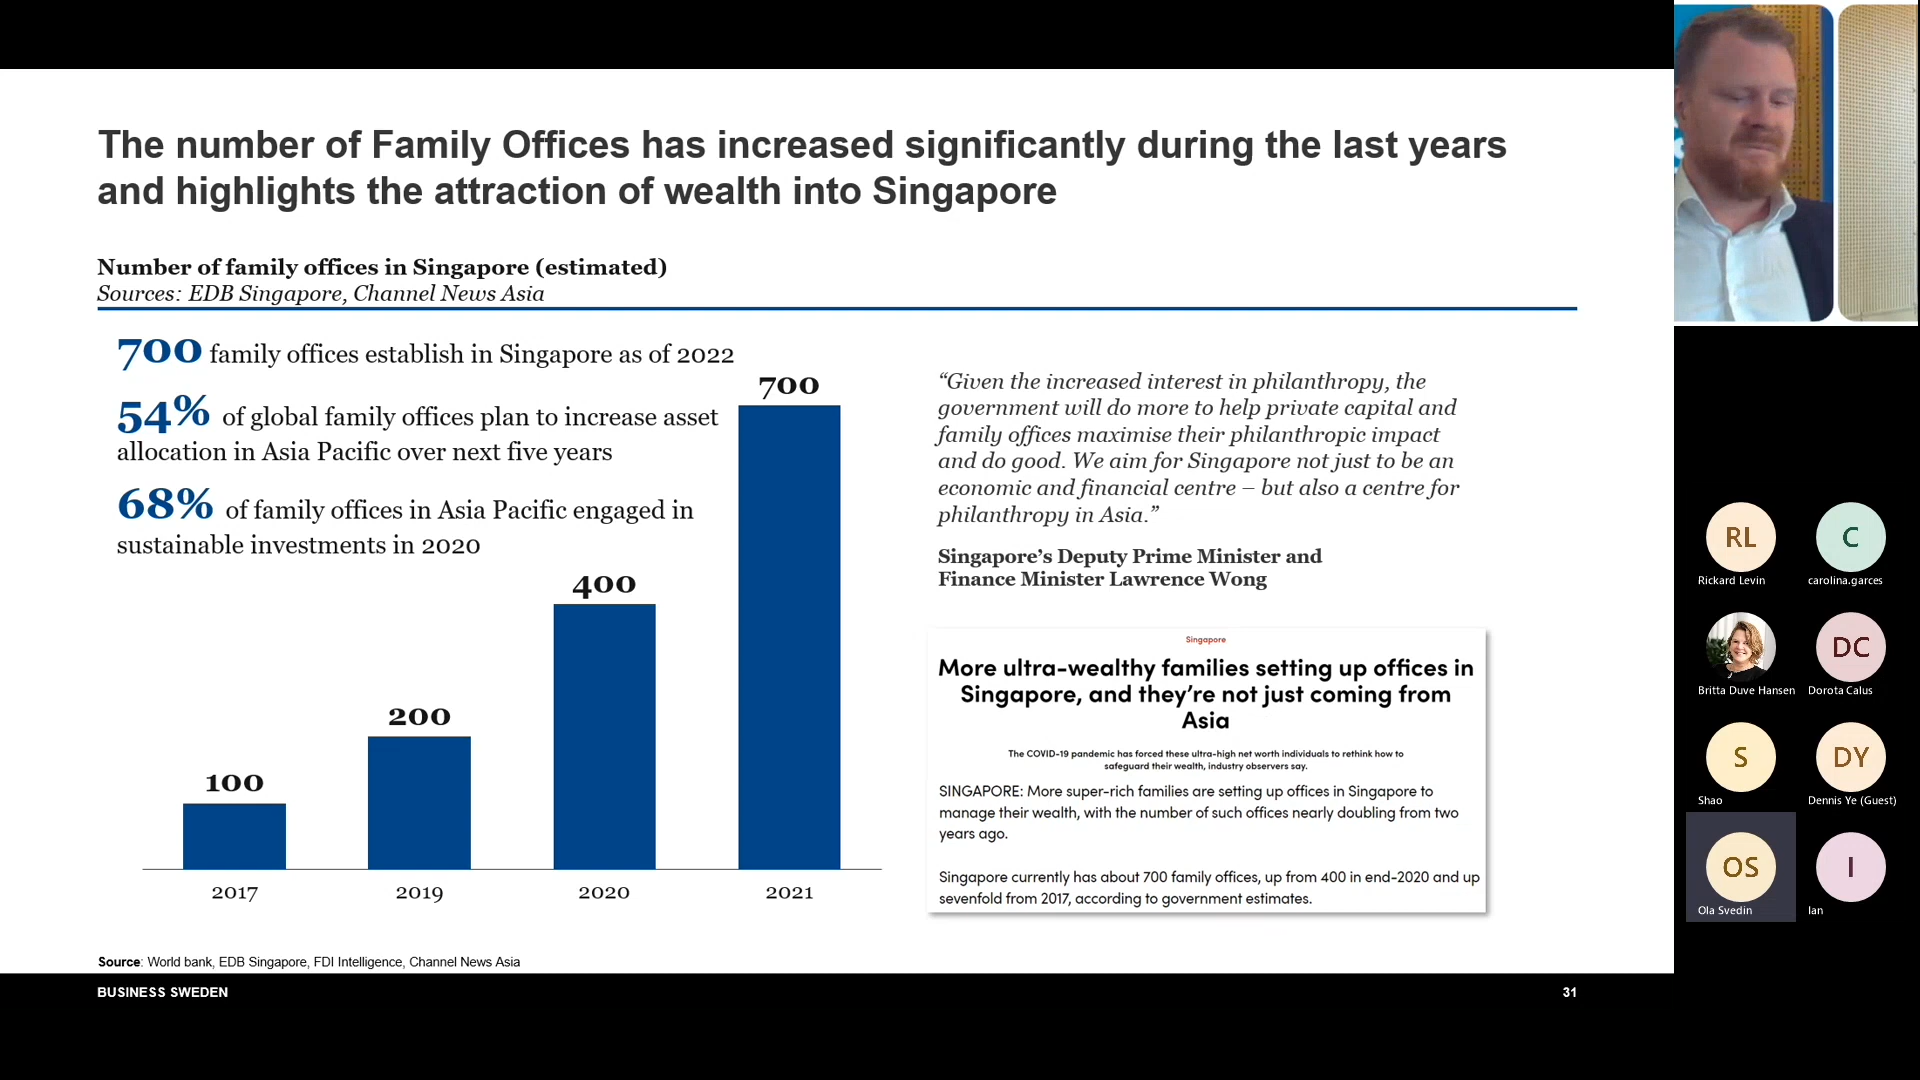 The number of Family Offices has increased significantly during the last years
and highlights the attraction of wealth into Singapore
Number of family offices in Singapore (estimated)
Sources: EDB Singapore, Channel News Asia
700 family offices establish in Singapore as of 2022
54% of global family offices plan to increase asset
allocation in Asia Pacific over next five years
68% of family offices in Asia Pacific engaged in
sustainable investments in 2020
100
200
400
700
2017
2019
2020
2021
“Given the increased interest in philanthropy, the
government will do more to help private capital and
family offices maximise their philanthropic impact
and do good. We aim for Singapore not just to be an
economic and financial centre – but also a centre for
philanthropy in Asia.”
Singapore’s Deputy Prime Minister and
Finance Minister Lawrence Wong
Singapore
More ultra-wealthy families setting up offices in
Singapore, and they’re not just coming from
Asia
The COVID-19 pandemic has forced these ultra-high net worth individuals to rethink how to
safeguard their wealth, industry observers say.
SINGAPORE: More super-rich families are setting up offices in Singapore to
manage their wealth, with the number of such offices nearly doubling from two
years ago.
Singapore currently has about 700 family offices, up from 400 in end-2020 and up
sevenfold from 2017, according to government estimates.
Source: World bank, EDB Singapore, FDI Intelligence, Channel News Asia
BUSINESS SWEDEN
31
RL
Rickard Levin
C
carolina.garces
Britta Duve Hansen
DC
Dorota Calus
S
Shao
DY
Dennis Ye (Guest)
OS
Ola Svedin
I
Ian